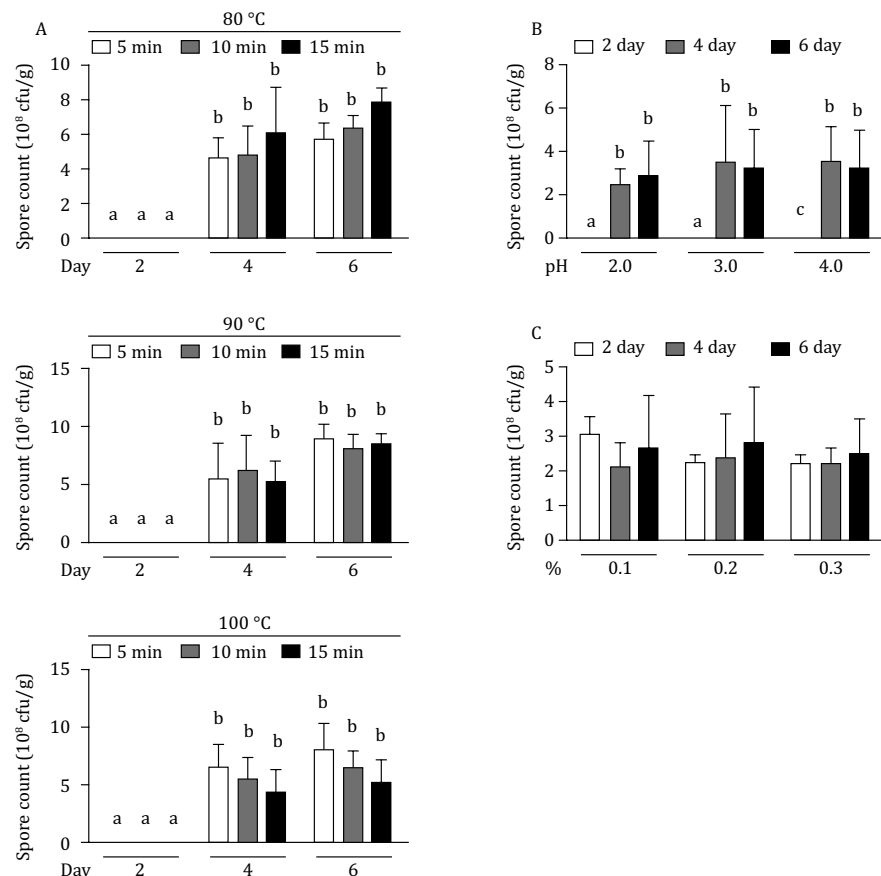 A
80 °C
5 min 10 min 15 min
Spore count (10⁸ cfu/g)
10
8
6
4
2
0
a a a
b b b
b b b
Day 2 4 6
90 °C
5 min 10 min 15 min
Spore count (10⁸ cfu/g)
15
10
5
0
a a a
b b b
b b b
Day 2 4 6
100 °C
5 min 10 min 15 min
Spore count (10⁸ cfu/g)
15
10
5
0
a a a
b b b
b b b
Day 2 4 6
B
2 day 4 day 6 day
Spore count (10⁸ cfu/g)
8
6
4
2
0
a b b
a b b
c b b
pH 2.0 3.0 4.0
C
2 day 4 day 6 day
Spore count (10⁸ cfu/g)
5
4
3
2
1
0
% 0.1 0.2 0.3